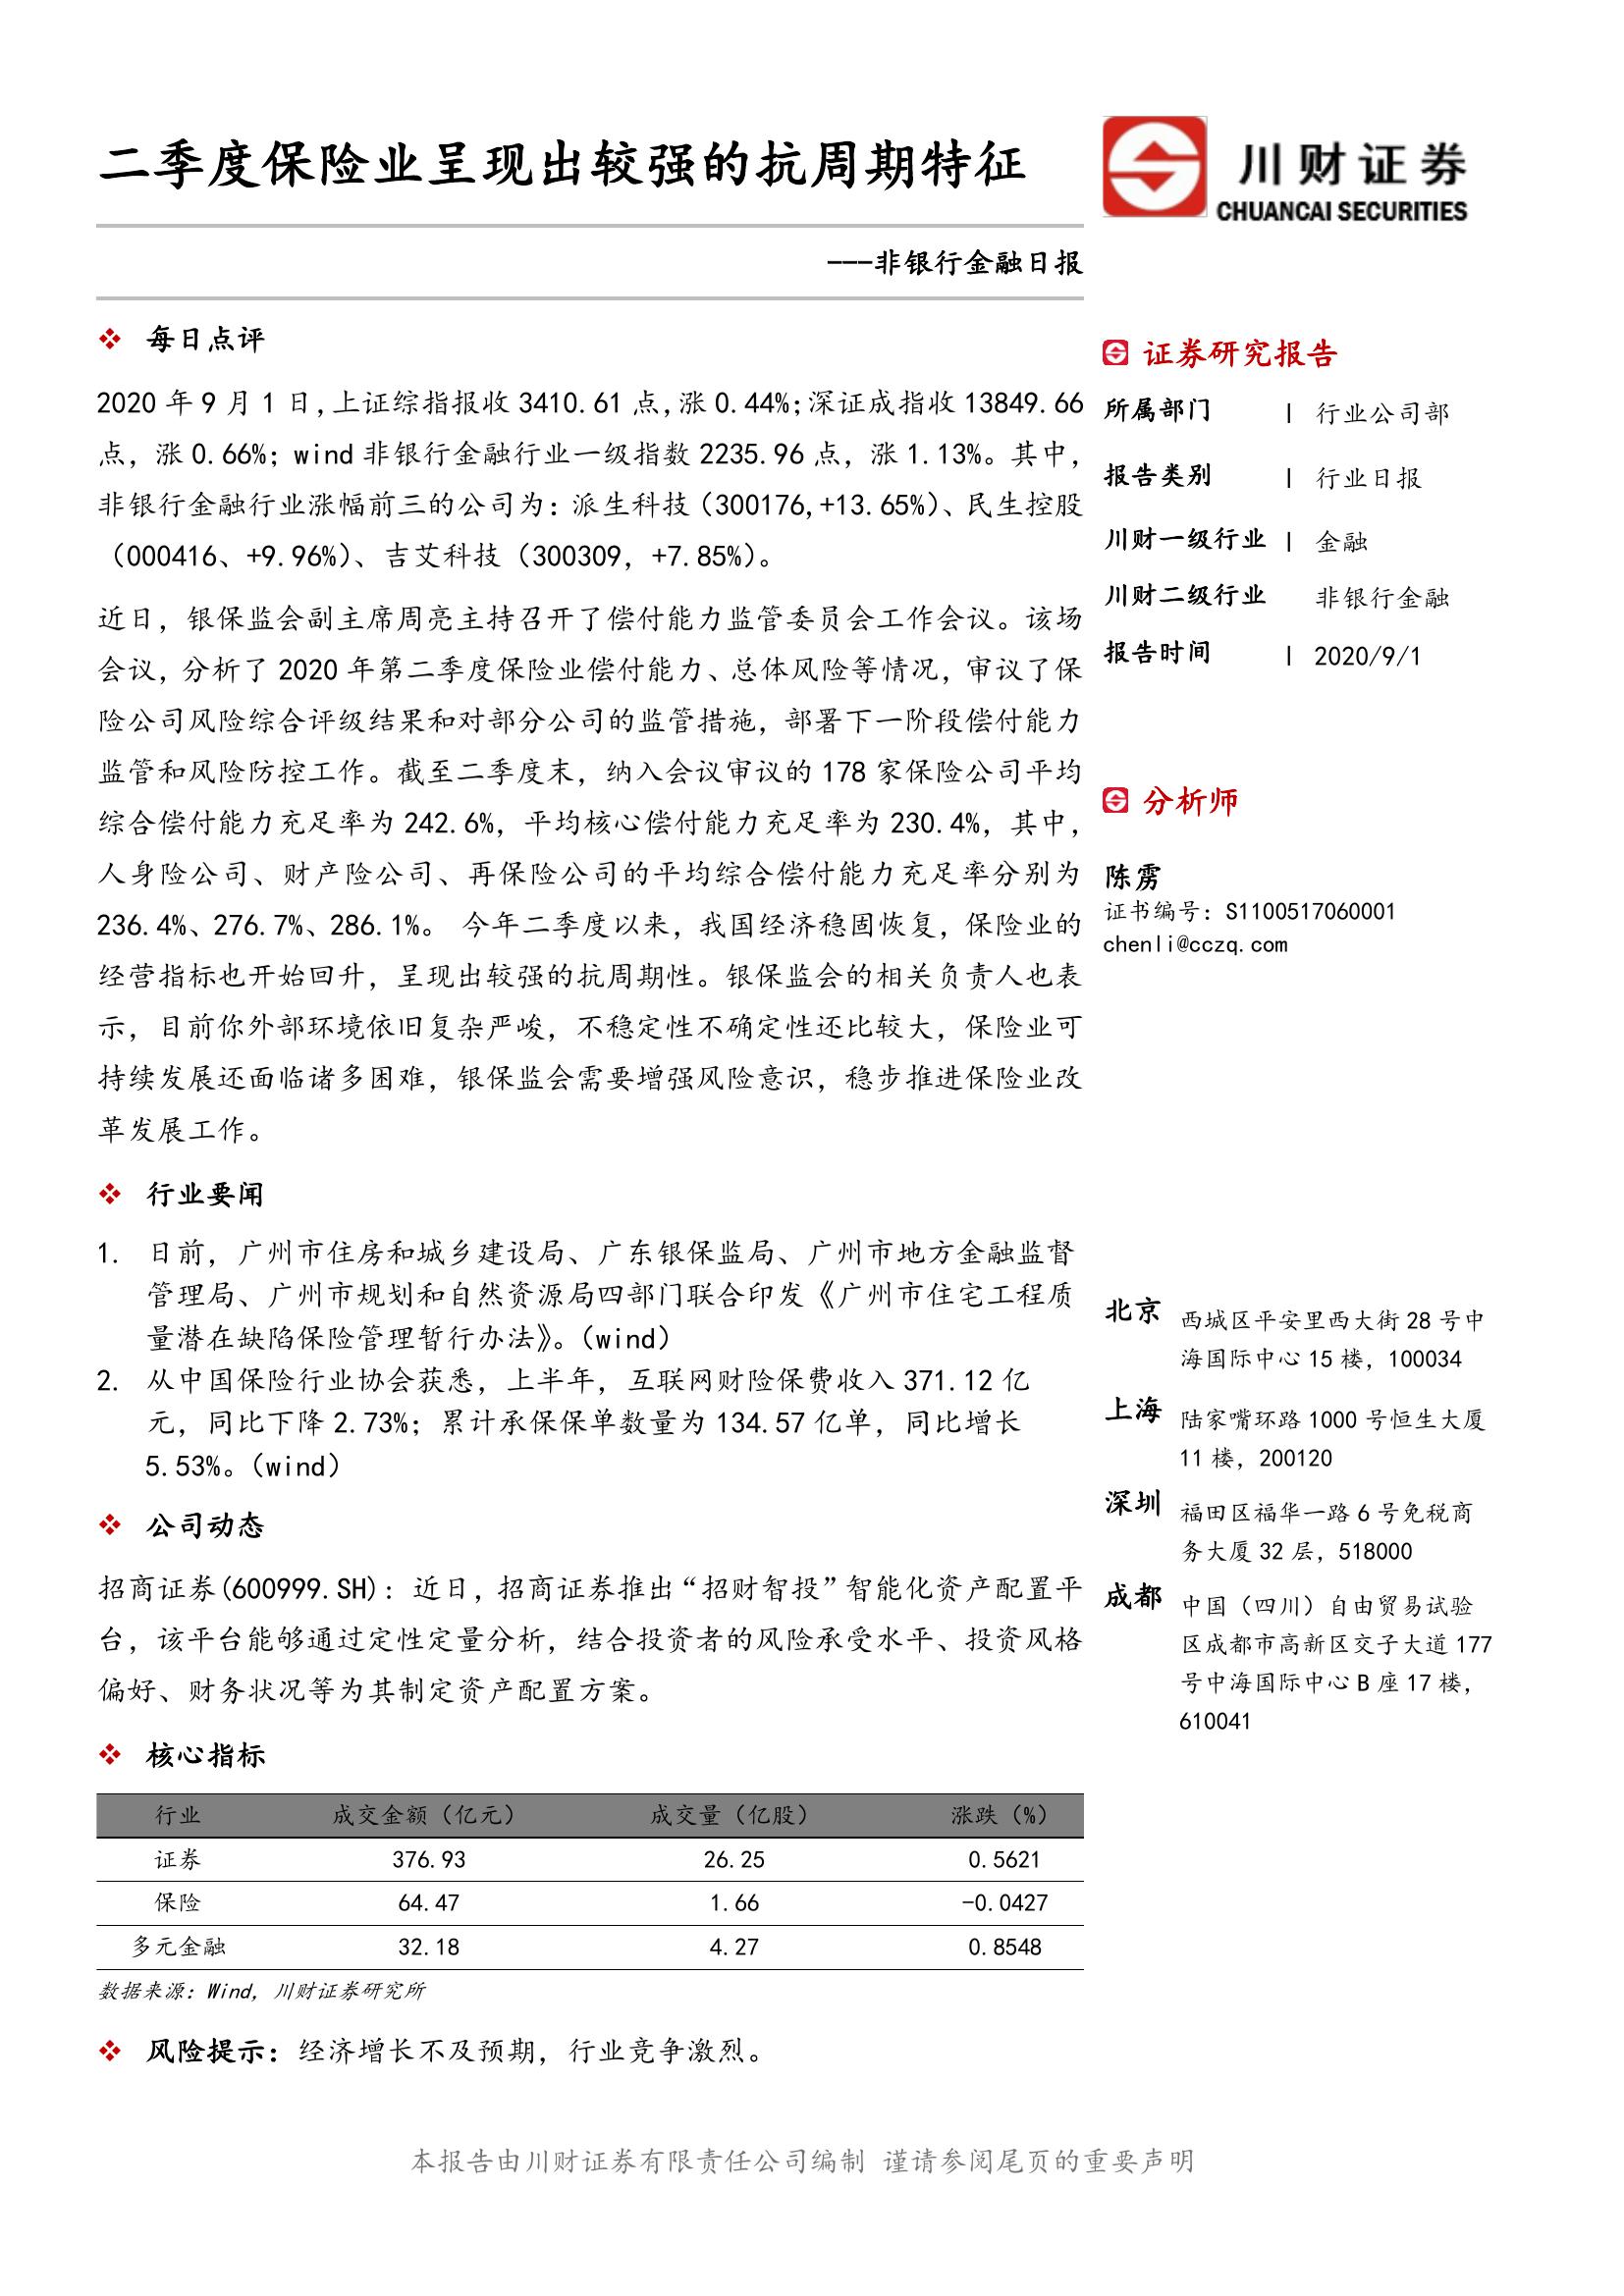 二季度保险业呈现出较强的抗周期特征
川财证券
CHUANCAI SECURITIES
---非银行金融日报
每日点评
2020 年 9 月 1 日,上证综指报收 3410.61 点,涨 0.44%;深证成指收 13849.66
点，涨 0.66%；wind 非银行金融行业一级指数 2235.96 点，涨 1.13%。其中，
非银行金融行业涨幅前三的公司为：派生科技（300176,+13.65%）、民生控股
（000416、+9.96%）、吉艾科技（300309，+7.85%）。
近日，银保监会副主席周亮主持召开了偿付能力监管委员会工作会议。该场
会议，分析了 2020 年第二季度保险业偿付能力、总体风险等情况，审议了保
险公司风险综合评级结果和对部分公司的监管措施，部署下一阶段偿付能力
监管和风险防控工作。截至二季度末，纳入会议审议的 178 家保险公司平均
综合偿付能力充足率为 242.6%，平均核心偿付能力充足率为 230.4%，其中，
人身险公司、财产险公司、再保险公司的平均综合偿付能力充足率分别为
236.4%、276.7%、286.1%。 今年二季度以来，我国经济稳固恢复，保险业的
经营指标也开始回升，呈现出较强的抗周期性。银保监会的相关负责人也表
示，目前你外部环境依旧复杂严峻，不稳定性不确定性还比较大，保险业可
持续发展还面临诸多困难，银保监会需要增强风险意识，稳步推进保险业改
革发展工作。
行业要闻
1. 日前，广州市住房和城乡建设局、广东银保监局、广州市地方金融监督
管理局、广州市规划和自然资源局四部门联合印发《广州市住宅工程质
量潜在缺陷保险管理暂行办法》。（wind）
2. 从中国保险行业协会获悉，上半年，互联网财险保费收入 371.12 亿
元，同比下降 2.73%；累计承保保单数量为 134.57 亿单，同比增长
5.53%。（wind）
公司动态
招商证券(600999.SH)：近日，招商证券推出“招财智投”智能化资产配置平
台，该平台能够通过定性定量分析，结合投资者的风险承受水平、投资风格
偏好、财务状况等为其制定资产配置方案。
核心指标
行业 成交金额（亿元） 成交量（亿股） 涨跌（%）
证券 376.93 26.25 0.5621
保险 64.47 1.66 -0.0427
多元金融 32.18 4.27 0.8548
数据来源：Wind，川财证券研究所
风险提示：经济增长不及预期，行业竞争激烈。
证券研究报告
所属部门 | 行业公司部
报告类别 | 行业日报
川财一级行业 | 金融
川财二级行业 非银行金融
报告时间 | 2020/9/1
分析师
陈雳
证书编号：S1100517060001
chenli@cczq.com
北京 西城区平安里西大街 28 号中
海国际中心 15 楼，100034
上海 陆家嘴环路 1000 号恒生大厦
11 楼，200120
深圳 福田区福华一路 6 号免税商
务大厦 32 层，518000
成都 中国（四川）自由贸易试验
区成都市高新区交子大道 177
号中海国际中心 B 座 17 楼，
610041
本报告由川财证券有限责任公司编制 谨请参阅尾页的重要声明